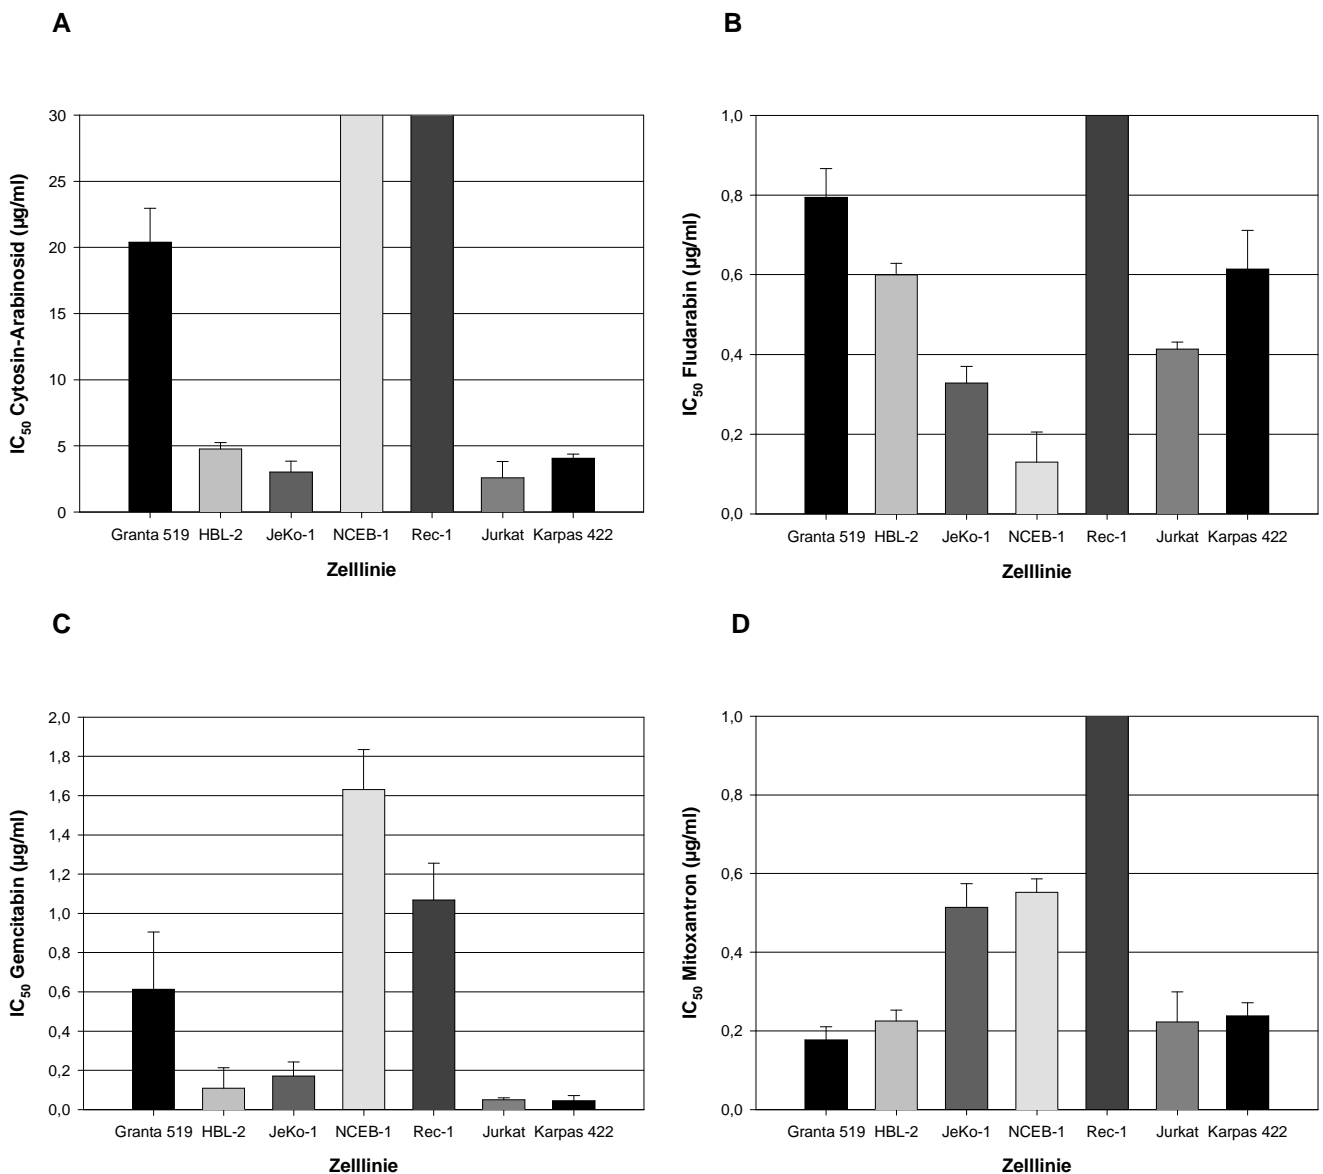 A
IC50 Cytosin-Arabinosid (µg/ml)
30
25
20
15
10
5
0
Granta 519 HBL-2 JeKo-1 NCEB-1 Rec-1 Jurkat Karpas 422
Zelllinie
B
IC50 Fludarabin (µg/ml)
1,0
0,8
0,6
0,4
0,2
0,0
Granta 519 HBL-2 JeKo-1 NCEB-1 Rec-1 Jurkat Karpas 422
Zelllinie
C
IC50 Gemcitabin (µg/ml)
2,0
1,8
1,6
1,4
1,2
1,0
0,8
0,6
0,4
0,2
0,0
Granta 519 HBL-2 JeKo-1 NCEB-1 Rec-1 Jurkat Karpas 422
Zelllinie
D
IC50 Mitoxantron (µg/ml)
1,0
0,8
0,6
0,4
0,2
0,0
Granta 519 HBL-2 JeKo-1 NCEB-1 Rec-1 Jurkat Karpas 422
Zelllinie